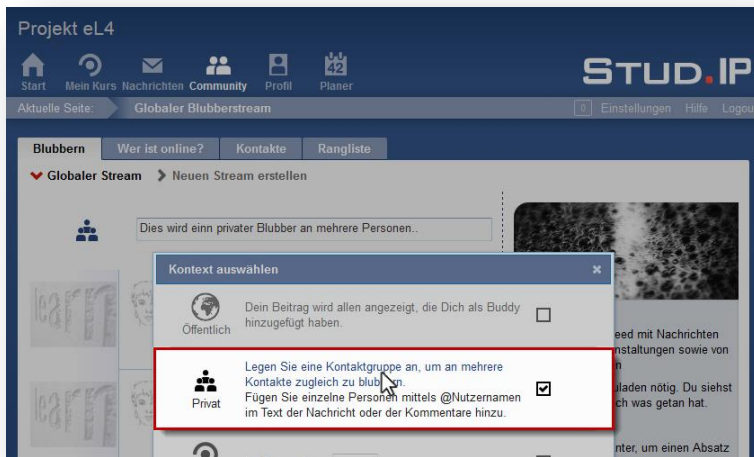 Projekt eL4
STUD.IP
Start Mein Kurs Nachrichten Community Profil Planer
42
Aktuelle Seite: Globaler Blubberstream 0 Einstellungen Hilfe Logou
Blubbern Wer ist online? Kontakte Rangliste
Globaler Stream Neuen Stream erstellen
Dies wird einn privater Blubber an mehrere Personen..
Kontext auswählen
Öffentlich
Dein Beitrag wird allen angezeigt, die Dich als Buddy
hinzugefügt haben.
Privat
Legen Sie eine Kontaktgruppe an, um an mehrere
Kontakte zugleich zu blubbern.
Fügen Sie einzelne Personen mittels @Nutzernamen
im Text der Nachricht oder der Kommentare hinzu.
eed mit Nachrichten
nstaltungen sowie von
n
laden nötig. Du siehst
ch was getan hat.
nter, um einen Absatz